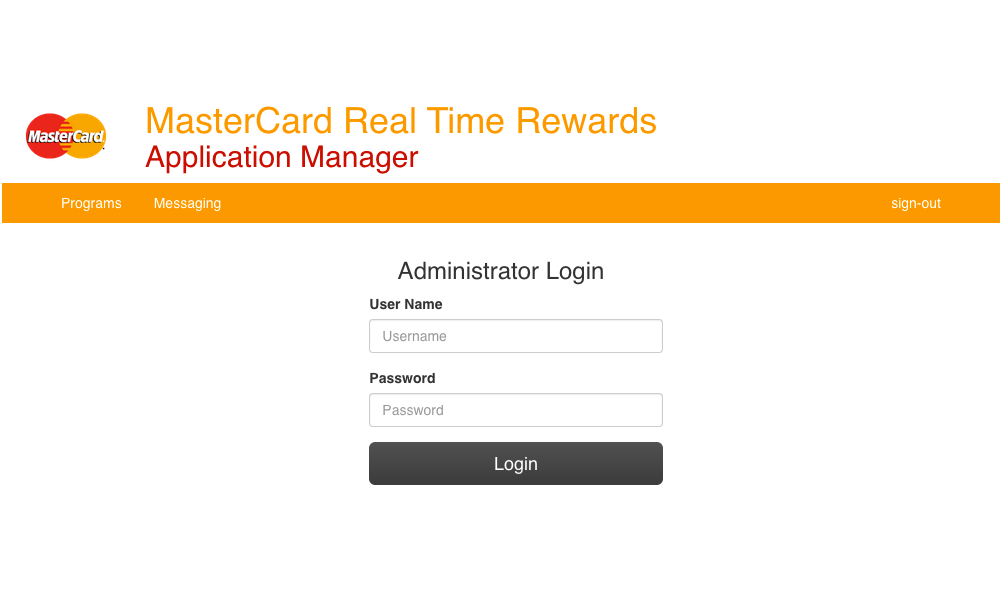 MasterCard
MasterCard Real Time Rewards
Application Manager
Programs Messaging sign-out
Administrator Login
User Name
Username
Password
Password
Login